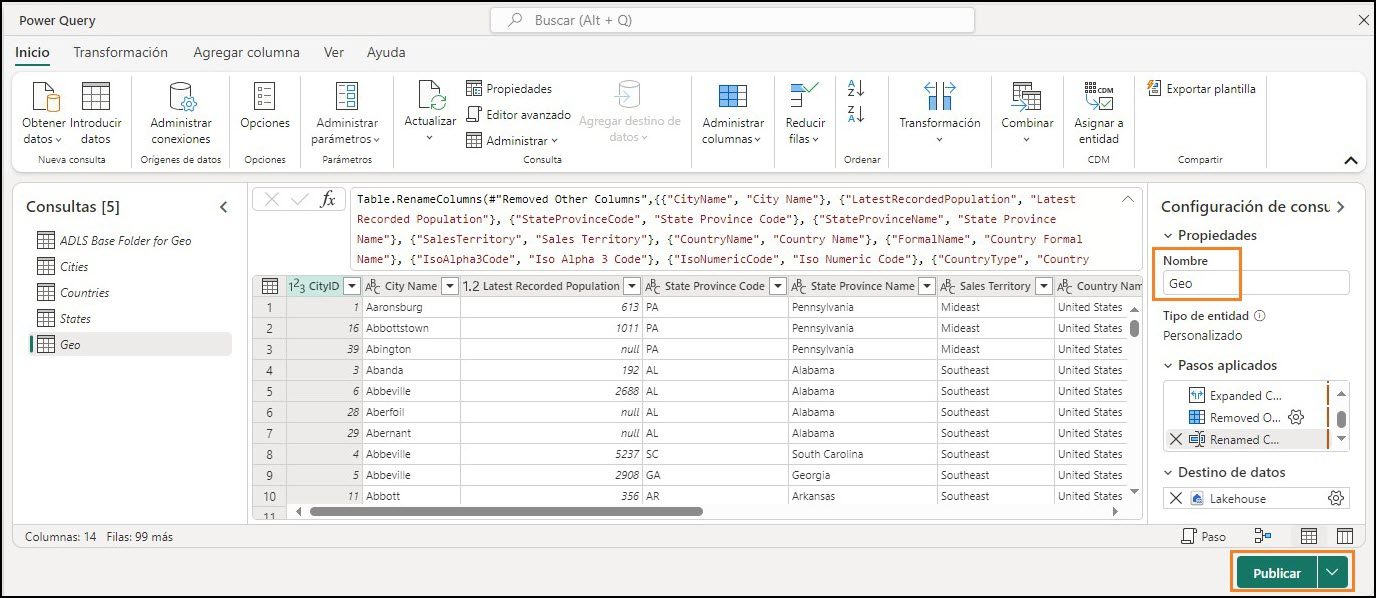 Power Query
Buscar (Alt + Q)
Inicio Transformación Agregar columna Ver Ayuda
Obtener datos
Introducir datos
Nueva consulta
Administrar conexiones
Orígenes de datos
Opciones
Opciones
Administrar parámetros
Parámetros
Actualizar
Propiedades
Editor avanzado
Administrar
Agregar destino de datos
Consulta
Administrar columnas
Reducir filas
A Z
Z A
Ordenar
Transformación
Combinar
CDM
Asignar a entidad
CDM
Exportar plantilla
Compartir
Consultas [5]
ADLS Base Folder for Geo
Cities
Countries
States
Geo
fx
Table.RenameColumns(#"Removed Other Columns",{{"CityName", "City Name"}, {"LatestRecordedPopulation", "Latest
Recorded Population"}, {"StateProvinceCode", "State Province Code"}, {"StateProvinceName", "State Province
Name"}, {"SalesTerritory", "Sales Territory"}, {"CountryName", "Country Name"}, {"FormalName", "Country Formal
Name"}, {"IsoAlpha3Code", "Iso Alpha 3 Code"}, {"IsoNumericCode", "Iso Numeric Code"}, {"CountryType", "Country
123 CityID ABC City Name 1.2 Latest Recorded Population ABC State Province Code ABC State Province Name ABC Sales Territory ABC Country Nam
1 1 Aaronsburg 613 PA Pennsylvania Mideast United States
2 16 Abbottstown 1011 PA Pennsylvania Mideast United States
3 39 Abington null PA Pennsylvania Mideast United States
4 3 Abanda 192 AL Alabama Southeast United States
5 6 Abbeville 2688 AL Alabama Southeast United States
6 28 Aberfoil null AL Alabama Southeast United States
7 29 Abernant null AL Alabama Southeast United States
8 4 Abbeville 5237 SC South Carolina Southeast United States
9 5 Abbeville 2908 GA Georgia Southeast United States
10 11 Abbott 356 AR Arkansas Southeast United States
11
Configuración de consu
Propiedades
Nombre
Geo
Tipo de entidad
Personalizado
Pasos aplicados
Expanded C...
Removed O...
Renamed C...
Destino de datos
Lakehouse
Columnas: 14 Filas: 99 más
Paso
Publicar